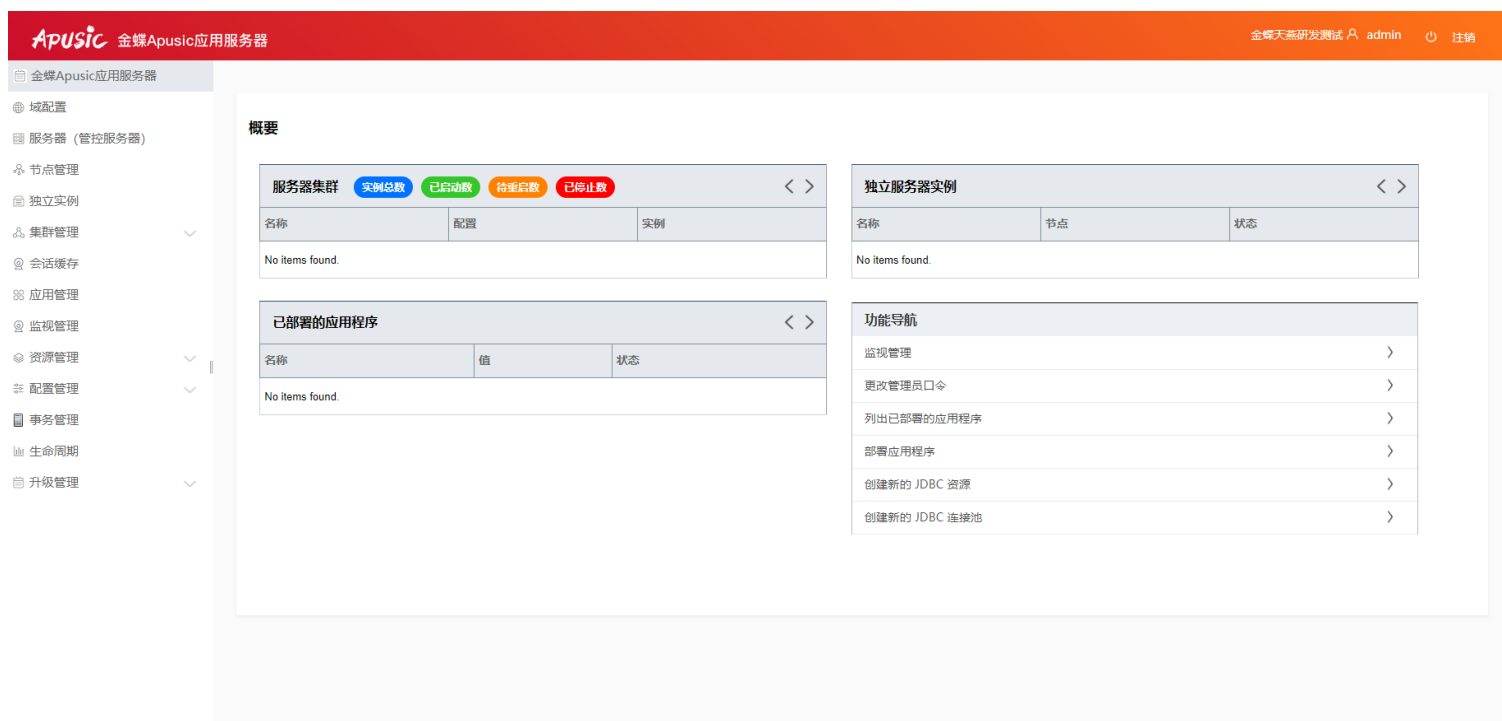 Apusic 金蝶Apusic应用服务器
金蝶天燕研发测试 admin 注销
金蝶Apusic应用服务器
域配置
服务器（管控服务器）
节点管理
独立实例
集群管理
会话缓存
应用管理
监视管理
资源管理
配置管理
事务管理
生命周期
升级管理
概要
服务器集群 实例总数 已启动数 待重启数 已停止数
名称 配置 实例
No items found.
独立服务器实例
名称 节点 状态
No items found.
已部署的应用程序
名称 值 状态
No items found.
功能导航
监视管理
更改管理员口令
列出已部署的应用程序
部署应用程序
创建新的 JDBC 资源
创建新的 JDBC 连接池